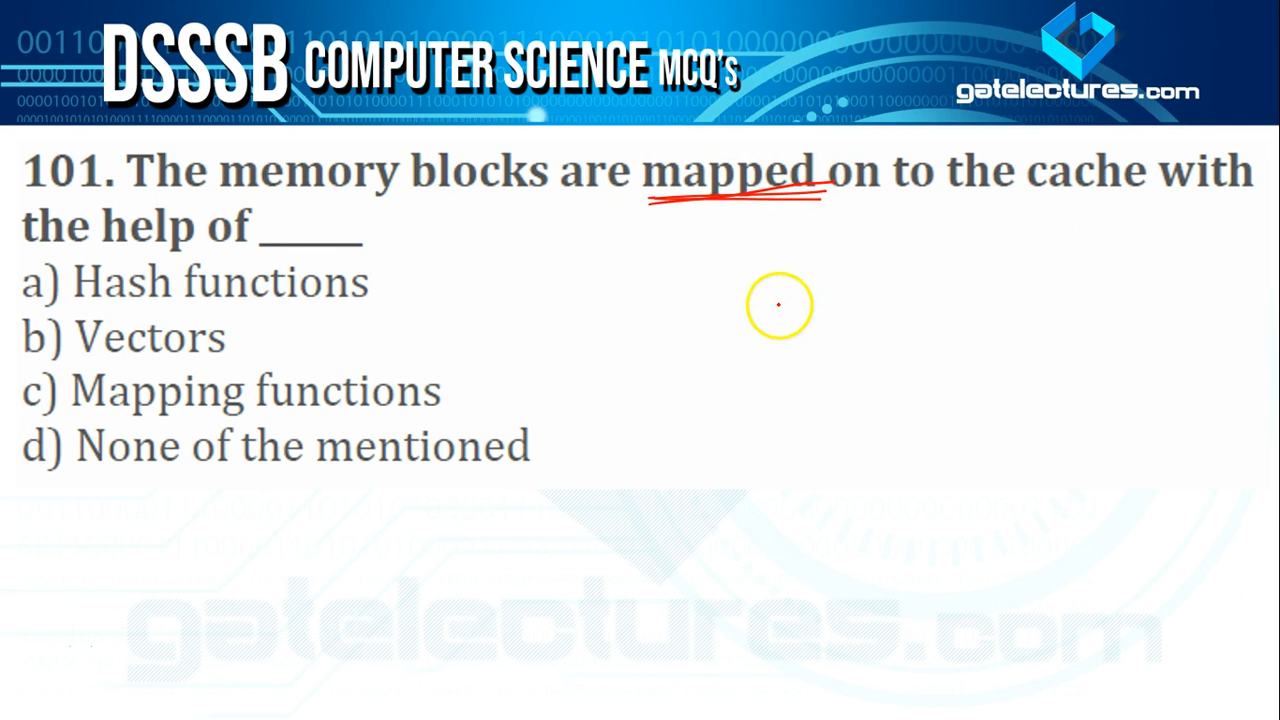 DSSSB COMPUTER SCIENCE MCQ's
gatelectures.com
101. The memory blocks are mapped on to the cache with
the help of ______
a) Hash functions
b) Vectors
c) Mapping functions
d) None of the mentioned
gatelectures.com